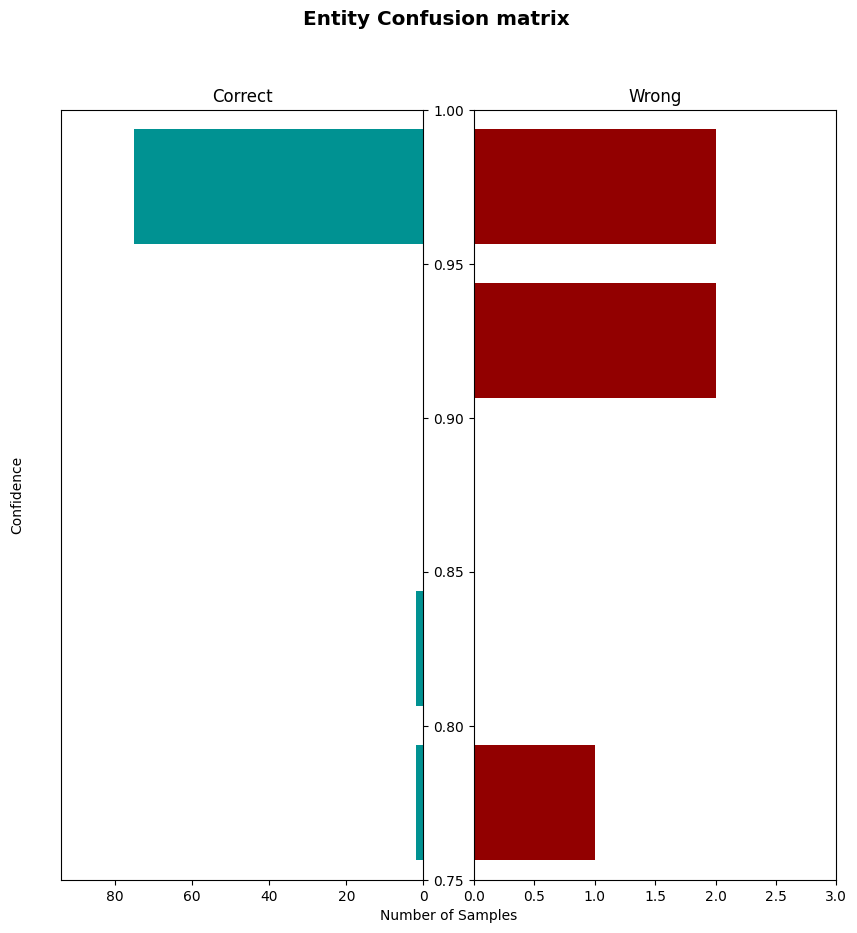 Entity Confusion matrix
Correct
Wrong
1.00
0.95
0.90
0.85
0.80
0.75
Confidence
80 60 40 20 0
0.0 0.5 1.0 1.5 2.0 2.5 3.0
Number of Samples